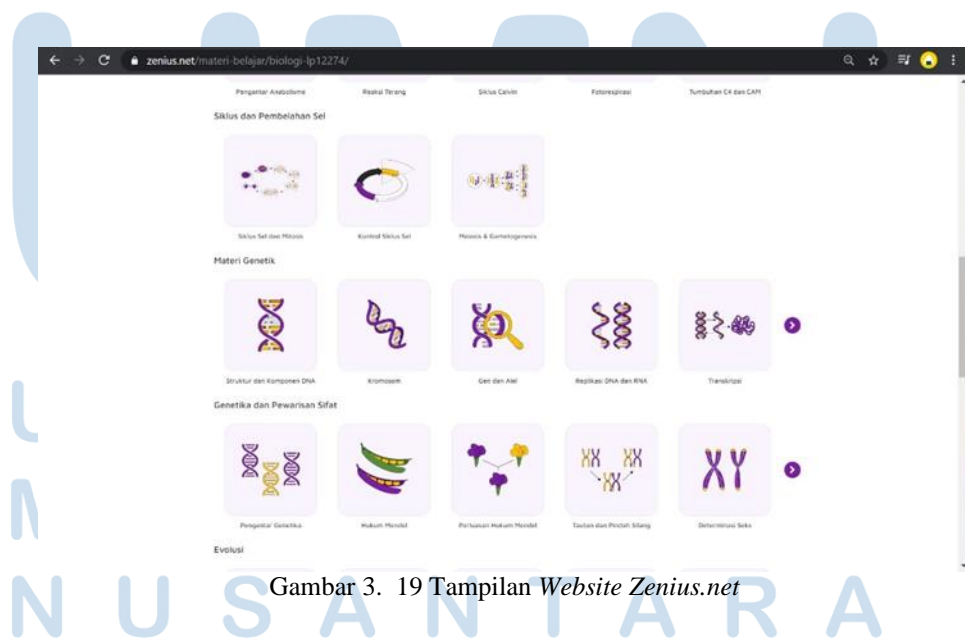 zenius.net/materi-belajar/biologi-lp12274/
Pengantar Anabolisme Reaksi Terang Siklus Calvin Fotorespirasi Tumbuhan C4 dan CAM
Siklus dan Pembelahan Sel
Siklus Sel dan Mitosis Kontrol Siklus Sel Meiosis & Gametogenesis
Materi Genetik
Struktur dan Komponen DNA Kromosom Gen dan Alel Replikasi DNA dan RNA Transkripsi
Genetika dan Pewarisan Sifat
Pengantar Genetika Hukum Mendel Perluasan Hukum Mendel Tautan dan Pindah Silang Determinasi Seks
Evolusi
Gambar 3. 19 Tampilan Website Zenius.net
U
M
NUSANTARA